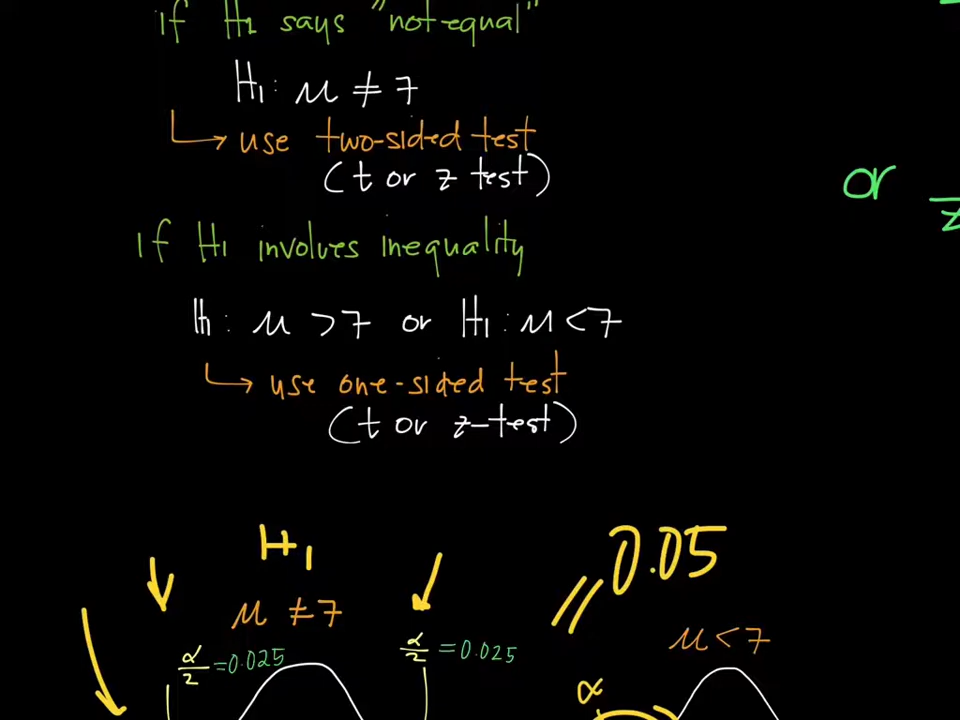 if H1 says "not equal"
H1: μ ≠ 7
use two-sided test
(t or z test)
or
z
if H1 involves inequality
H1: μ > 7 or H1: μ < 7
use one-sided test
(t or z-test)
H1
0.05
μ ≠ 7
μ < 7
α/2 = 0.025
α/2 = 0.025
α